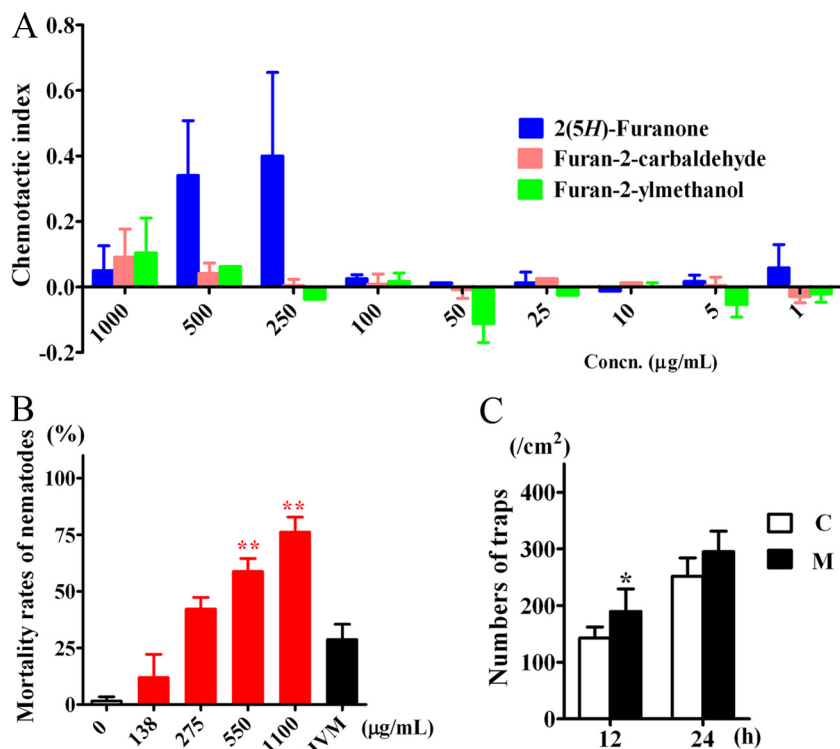 A
Chemotactic index
0.8
0.6
0.4
0.2
0.0
-0.2
2(5H)-Furanone
Furan-2-carbaldehyde
Furan-2-ylmethanol
1000
500
250
100
50
25
10
5
1
Concn. (µg/mL)
B
(%)
Mortality rates of nematodes
100
75
50
25
0
**
**
0
138
275
550
1100
IVM
(µg/mL)
C
(/cm²)
Numbers of traps
400
300
200
100
0
*
12
24
(h)
C
M